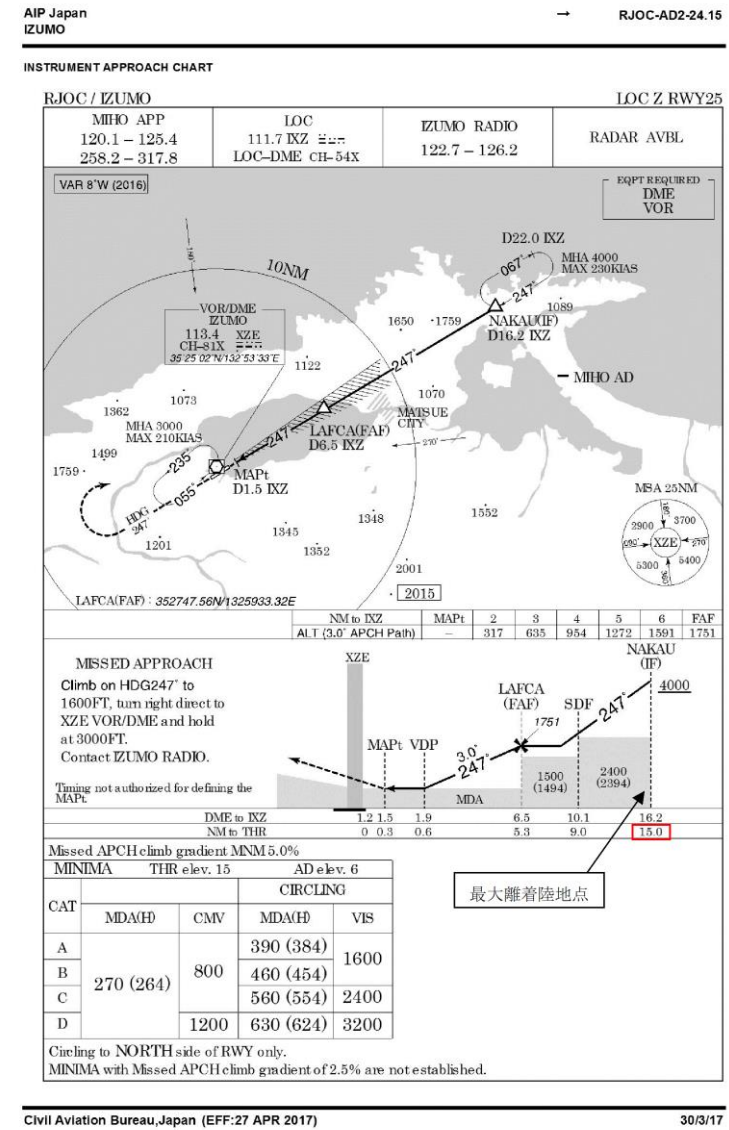 AIP Japan → RJOC-AD2-24.15
IZUMO
INSTRUMENT APPROACH CHART
RJOC / IZUMO LOC Z RWY25
MIHO APP
120.1 – 125.4
258.2 – 317.8
LOC
111.7 IXZ
LOC–DME CH–54X
IZUMO RADIO
122.7 – 126.2
RADAR AVBL
VAR 8°W (2016)
EQPT REQUIRED
DME
VOR
D22.0 IXZ
067°
MHA 4000
MAX 230KIAS
247°
180°
10NM
VOR/DME
IZUMO
113.4 XZE
CH–81X
35 25 02"N/132°53'33"E
1650
1759
NAKAU(IF)
D16.2 IXZ
1089
247°
1122
MIHO AD
1073
1362
1070
MATSUE
CITY
MHA 3000
MAX 210KIAS
LAFCA(FAF)
D6.5 IXZ
247°
270°
1499
1759
235°
MAPt
D1.5 IXZ
055°
HDG
247°
1201
1345
1348
1352
1552
2001
2015
MSA 25NM
180°
2900
3700
090°
XZE
270°
5300
5400
360°
LAFCA(FAF) : 352747.56N/1325933.32E
NM to IXZ MAPt 2 3 4 5 6 FAF
ALT (3.0° APCH Path) – 317 635 954 1272 1591 1751
MISSED APPROACH
Climb on HDG247° to
1600FT, turn right direct to
XZE VOR/DME and hold
at 3000FT.
Contact IZUMO RADIO.
Timing not authorized for defining the
MAPt.
XZE
NAKAU
(IF)
4000
LAFCA
(FAF)
SDF
247°
1751
MAPt VDP
3.0°
247°
1500
(1494)
2400
(2394)
MDA
DME to IXZ 1.2 1.5 1.9 6.5 10.1 16.2
NM to THR 0 0.3 0.6 5.3 9.0 15.0
最大離着陸地点
Missed APCH climb gradient MNM 5.0%
MINIMA THR elev. 15 AD elev. 6
CAT
CIRCLING
MDA(H) CMV MDA(H) VIS
A 270 (264) 800 390 (384) 1600
B 460 (454)
C 560 (554) 2400
D 1200 630 (624) 3200
Circling to NORTH side of RWY only.
MINIMA with Missed APCH climb gradient of 2.5% are not established.
Civil Aviation Bureau,Japan (EFF:27 APR 2017) 30/3/17